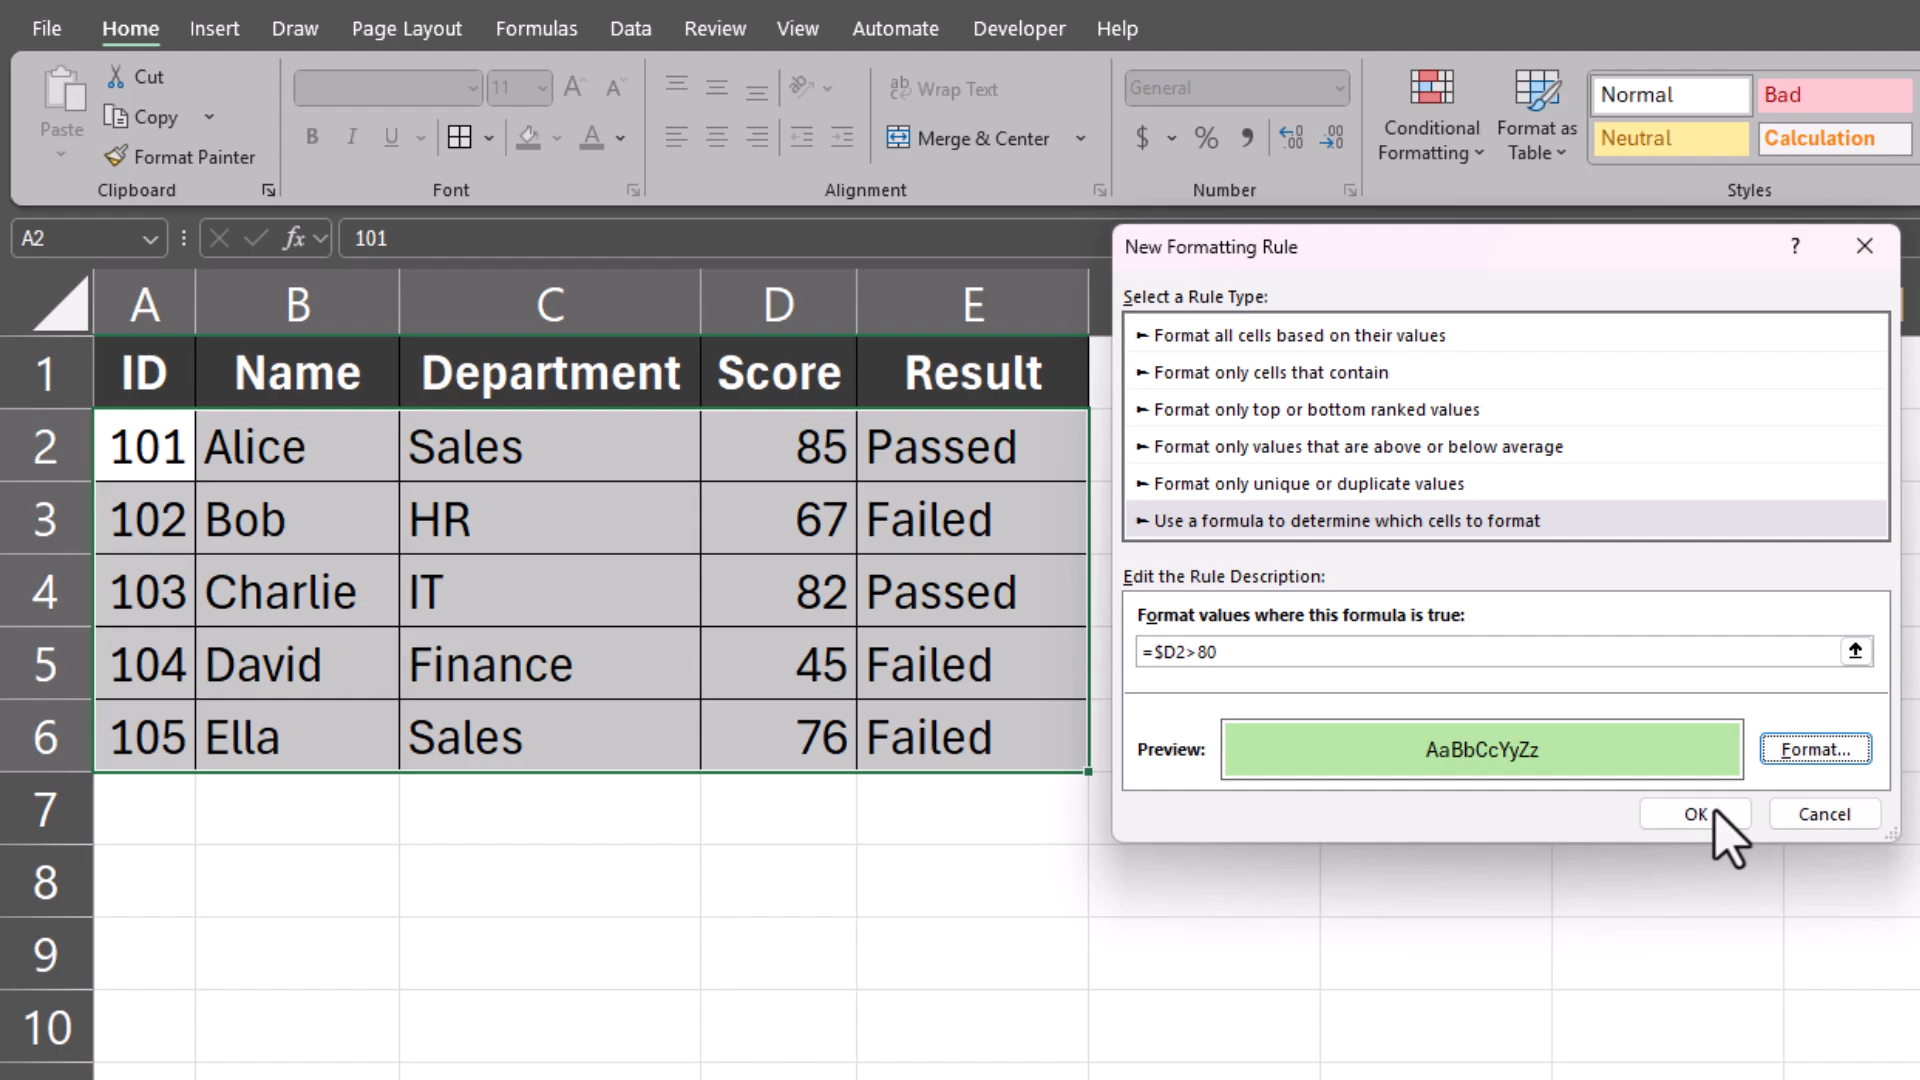 File Home Insert Draw Page Layout Formulas Data Review View Automate Developer Help
Paste
Cut
Copy
Format Painter
Clipboard
11
A A
B I U A
Font
ab Wrap Text
Merge & Center
Alignment
General
$ % , .00
Number
Conditional Formatting
Format as Table
Normal Bad
Neutral Calculation
Styles
A2 fx 101
A B C D E
1 ID Name Department Score Result
2 101 Alice Sales 85 Passed
3 102 Bob HR 67 Failed
4 103 Charlie IT 82 Passed
5 104 David Finance 45 Failed
6 105 Ella Sales 76 Failed
7
8
9
10
New Formatting Rule ?
Select a Rule Type:
► Format all cells based on their values
► Format only cells that contain
► Format only top or bottom ranked values
► Format only values that are above or below average
► Format only unique or duplicate values
► Use a formula to determine which cells to format
Edit the Rule Description:
Format values where this formula is true:
=$D2>80
Preview: AaBbCcYyZz Format...
OK Cancel